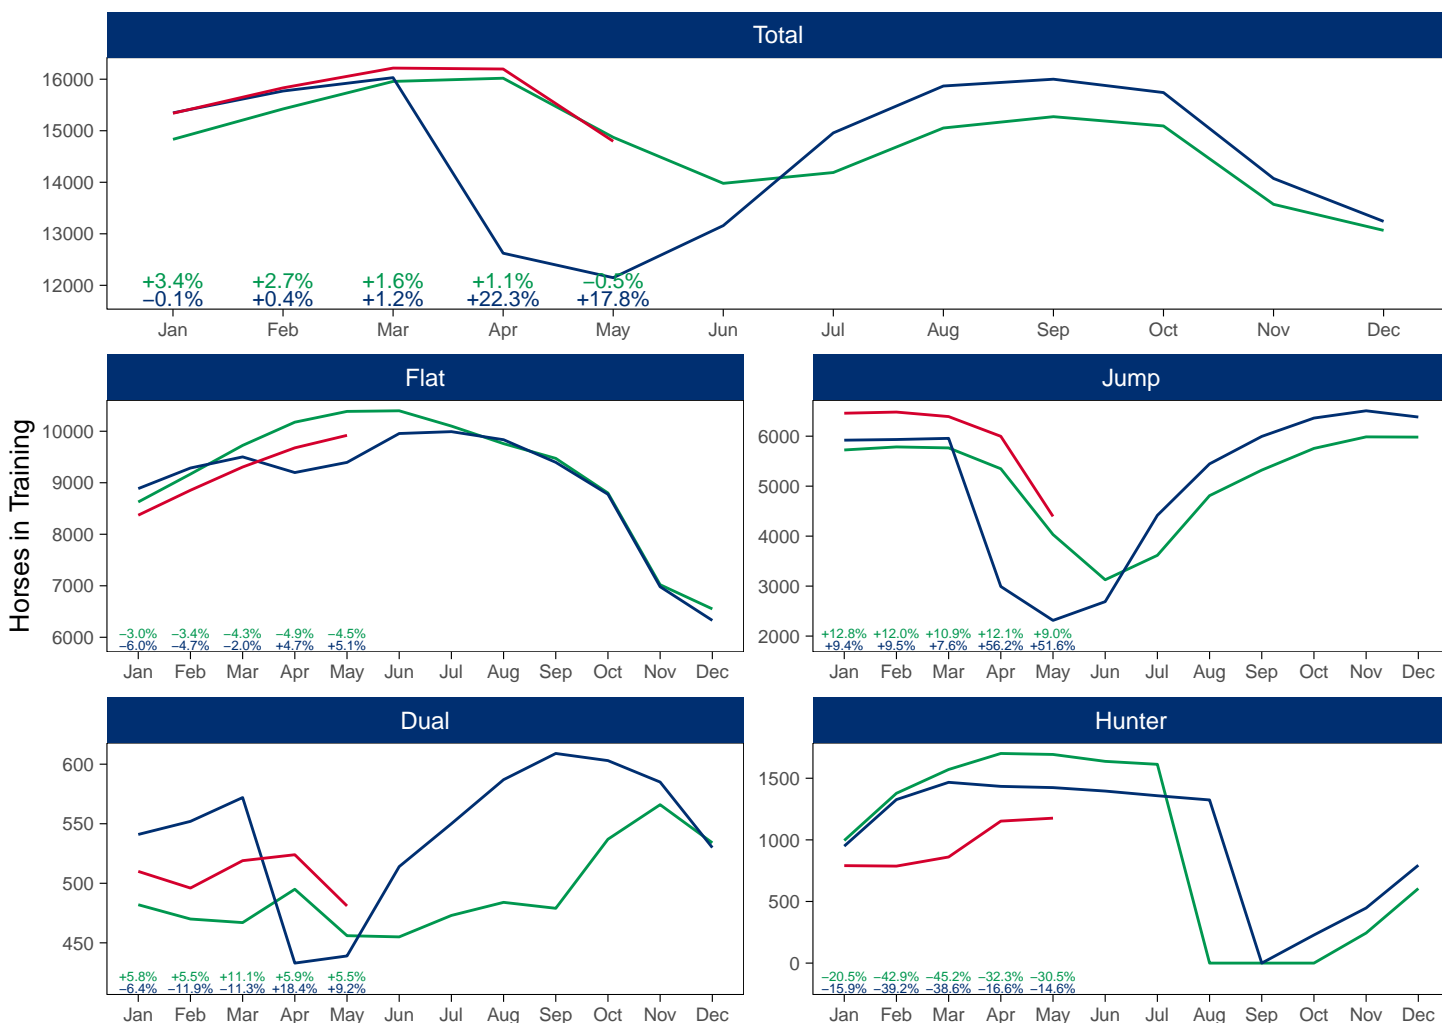 Total
16000
15000
14000
13000
12000
+3.4% +2.7% +1.6% +1.1% −0.5%
−0.1% +0.4% +1.2% +22.3% +17.8%
Jan Feb Mar Apr May Jun Jul Aug Sep Oct Nov Dec
Horses in Training
Flat
10000
9000
8000
7000
6000
−3.0% −3.4% −4.3% −4.9% −4.5%
−6.0% −4.7% −2.0% +4.7% +5.1%
Jan Feb Mar Apr May Jun Jul Aug Sep Oct Nov Dec
Jump
6000
5000
4000
3000
2000
+12.8% +12.0% +10.9% +12.1% +9.0%
+9.4% +9.5% +7.6% +56.2% +51.6%
Jan Feb Mar Apr May Jun Jul Aug Sep Oct Nov Dec
Dual
600
550
500
450
+5.8% +5.5% +11.1% +5.9% +5.5%
−6.4% −11.9% −11.3% +18.4% +9.2%
Jan Feb Mar Apr May Jun Jul Aug Sep Oct Nov Dec
Hunter
1500
1000
500
0
−20.5% −42.9% −45.2% −32.3% −30.5%
−15.9% −39.2% −38.6% −16.6% −14.6%
Jan Feb Mar Apr May Jun Jul Aug Sep Oct Nov Dec